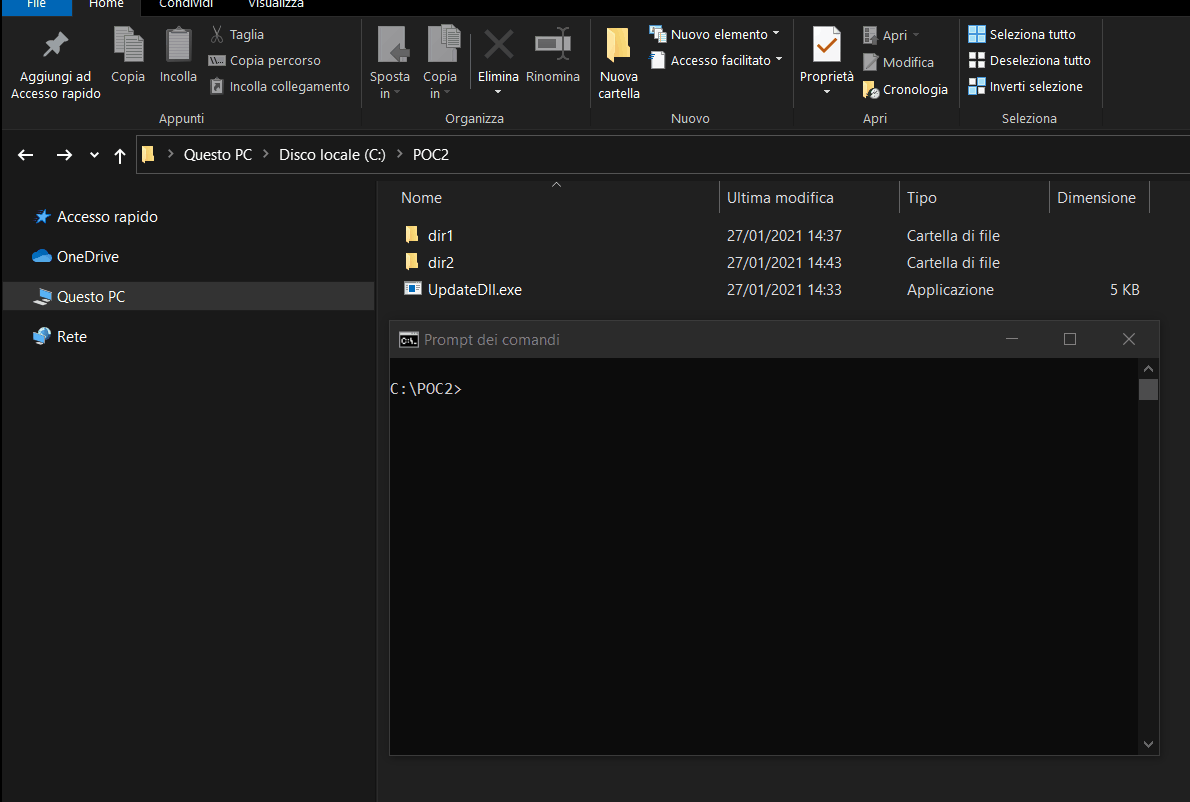 File Home Condividi Visualizza
Aggiungi ad
Accesso rapido
Copia
Incolla
Taglia
Copia percorso
Incolla collegamento
Appunti
Sposta
in
Copia
in
Elimina
Rinomina
Organizza
Nuova
cartella
Nuovo elemento
Accesso facilitato
Nuovo
Proprietà
Apri
Modifica
Cronologia
Apri
Seleziona tutto
Deseleziona tutto
Inverti selezione
Seleziona
Questo PC > Disco locale (C:) > POC2
Accesso rapido
OneDrive
Questo PC
Rete
Nome Ultima modifica Tipo Dimensione
dir1 27/01/2021 14:37 Cartella di file
dir2 27/01/2021 14:43 Cartella di file
UpdateDll.exe 27/01/2021 14:33 Applicazione 5 KB
C:\. Prompt dei comandi
C:\POC2>